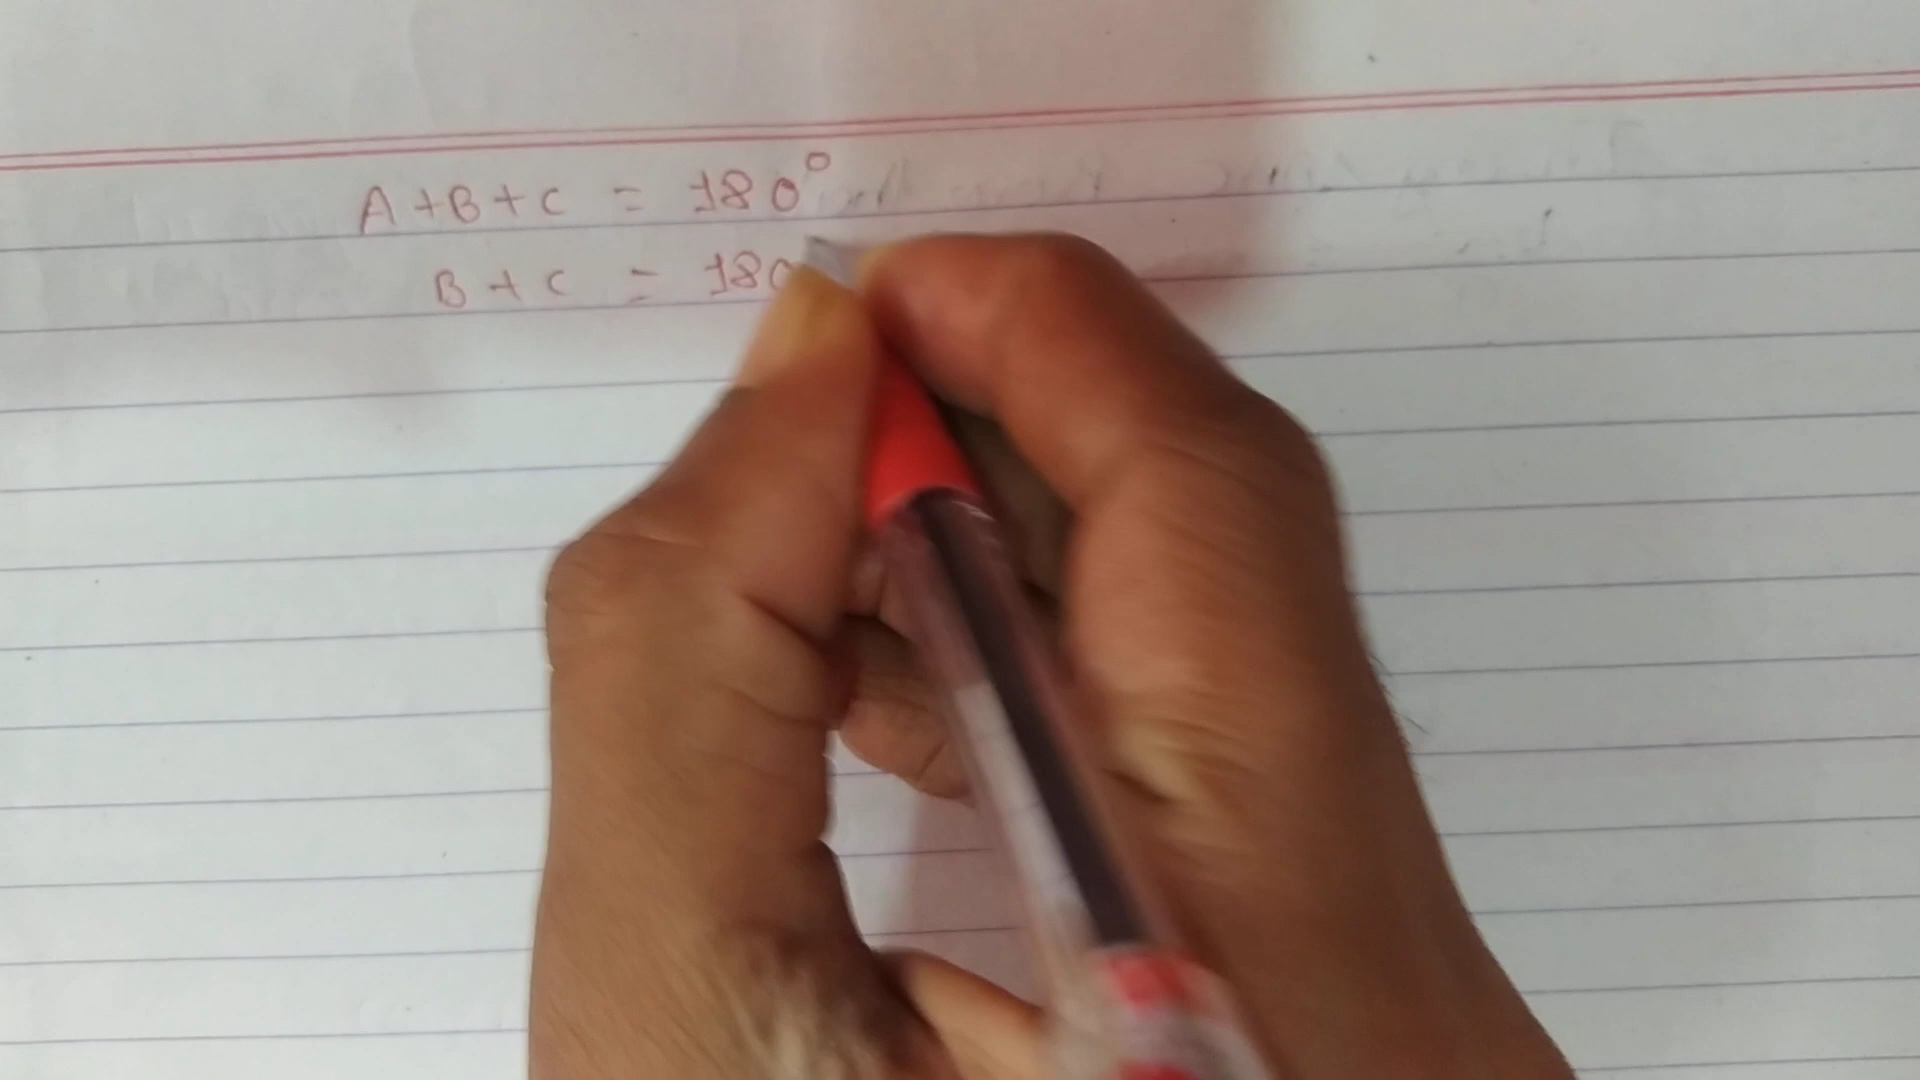 A+B+C = 180°
B+C = 180